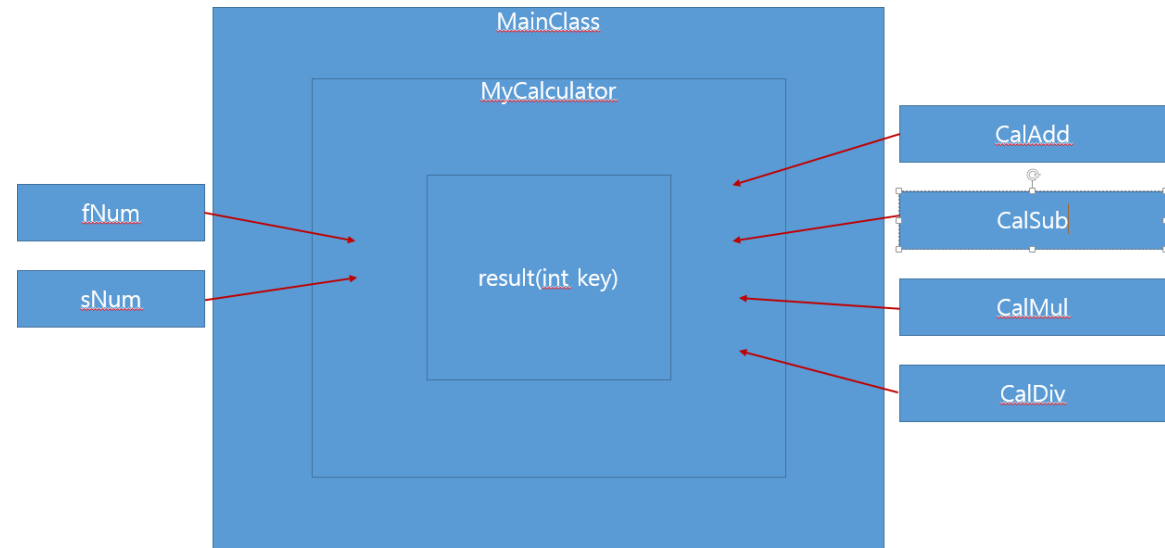 MainClass
MyCalculator
fNum
sNum
result(int key)
CalAdd
CalSub
CalMul
CalDiv